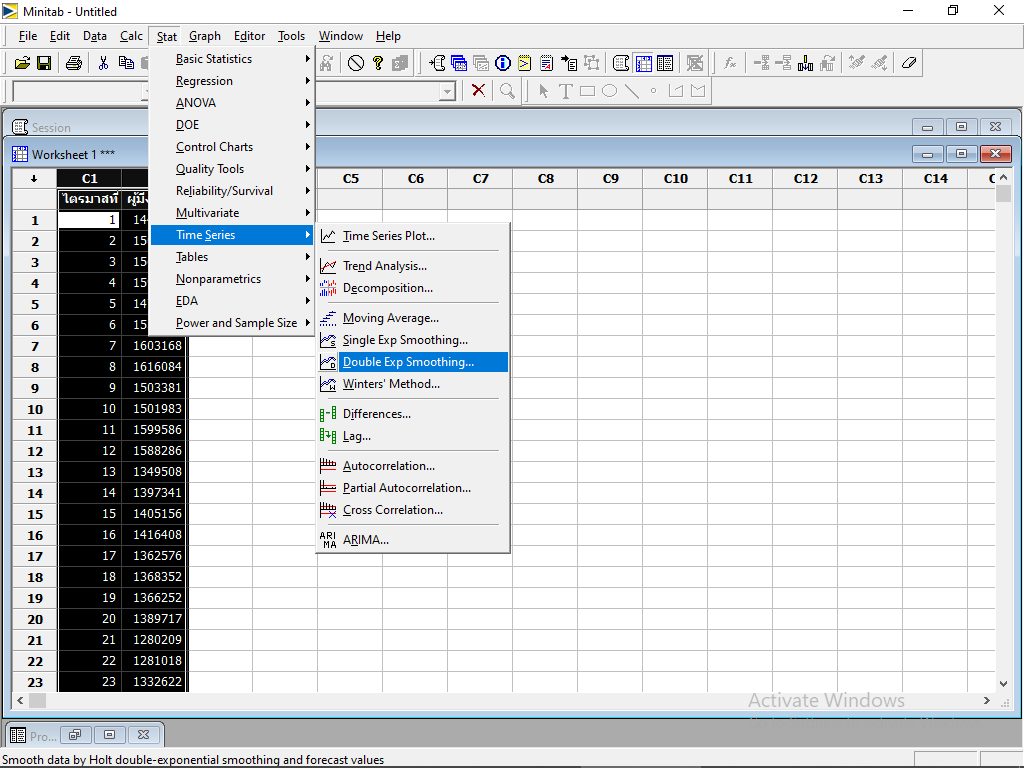 Minitab - Untitled
File Edit Data Calc Stat Graph Editor Tools Window Help
Basic Statistics
Regression
ANOVA
DOE
Control Charts
Quality Tools
Reliability/Survival
Multivariate
Time Series
Tables
Nonparametrics
EDA
Power and Sample Size
Time Series Plot...
Trend Analysis...
Decomposition...
Moving Average...
Single Exp Smoothing...
Double Exp Smoothing...
Winters' Method...
Differences...
Lag...
Autocorrelation...
Partial Autocorrelation...
Cross Correlation...
ARIMA...
Session
Worksheet 1 ***
C1 C5 C6 C7 C8 C9 C10 C11 C12 C13 C14
ไตรมาสที่
1 1
2 2
3 3
4 4
5 5
6 6
7 7 1603168
8 8 1616084
9 9 1503381
10 10 1501983
11 11 1599586
12 12 1588286
13 13 1349508
14 14 1397341
15 15 1405156
16 16 1416408
17 17 1362576
18 18 1368352
19 19 1366252
20 20 1389717
21 21 1280209
22 22 1281018
23 23 1332622
Activate Windows
Pro...
Smooth data by Holt double-exponential smoothing and forecast values